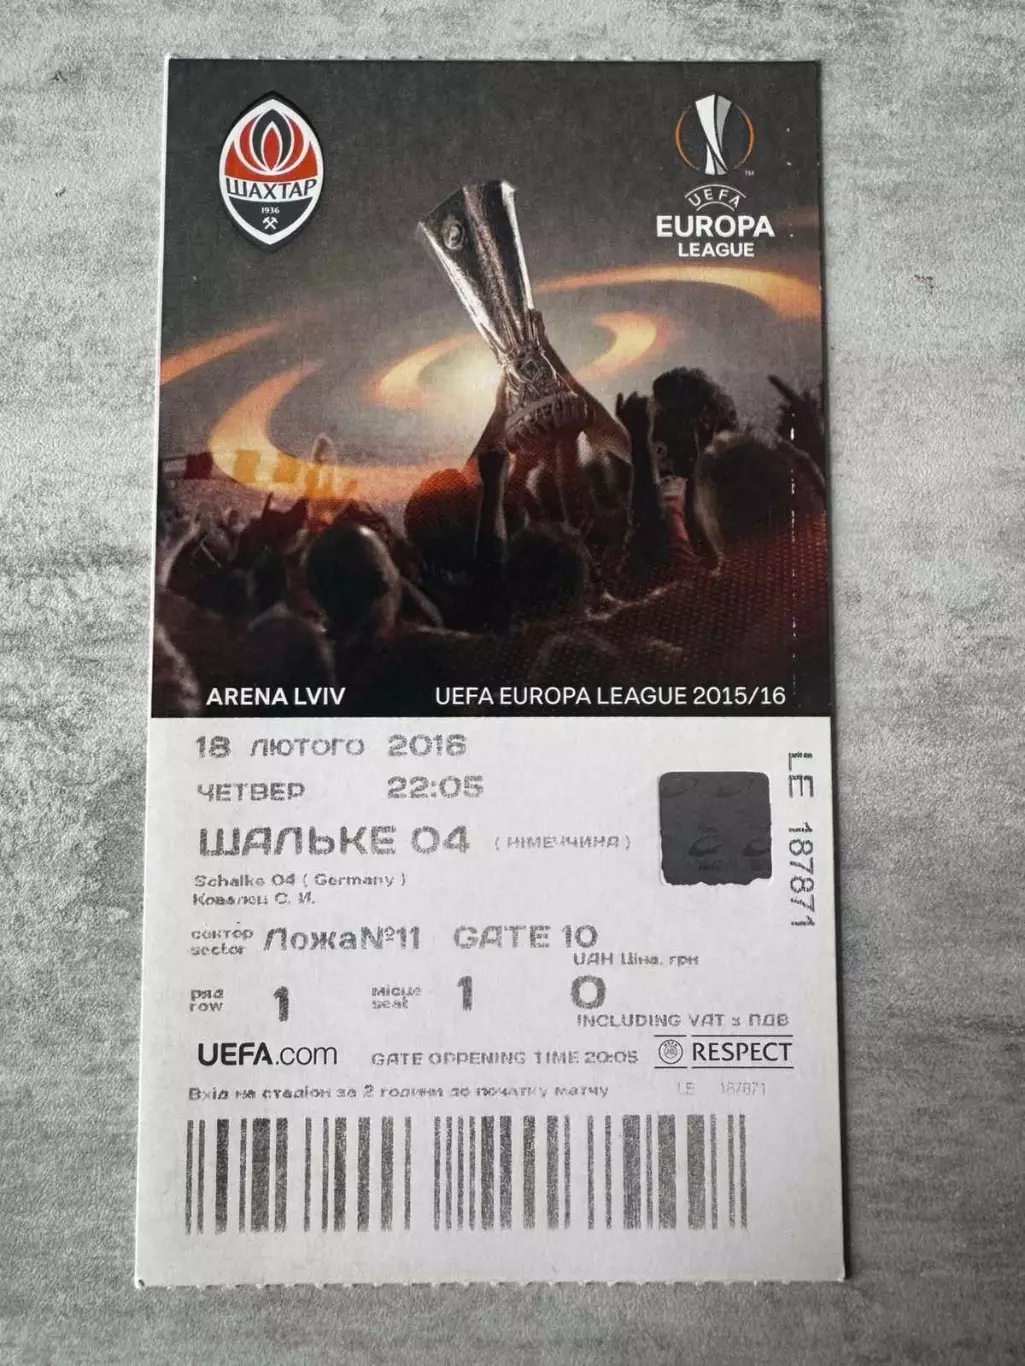 ШАХТАР
1936
UEFA
EUROPA
LEAGUE
™
ARENA LVIV
UEFA EUROPA LEAGUE 2015/16
18 ЛЮТОГО 2016
ЧЕТВЕР 22:05
ШАЛЬКЕ 04 (НІМЕЧЧИНА)
Schalke 04 (Germany)
Ковалец С. И.
сектор
sector
Ложа№11 GATE 10
UAH Ціна, грн
ряд
row
1
місце
seat
1
0
INCLUDING VAT з ПДВ
UEFA.com
GATE OPPENING TIME 20:05
RESPECT
Вхід на стадіон за 2 години до початку матчу
LE 187871
LE 187871